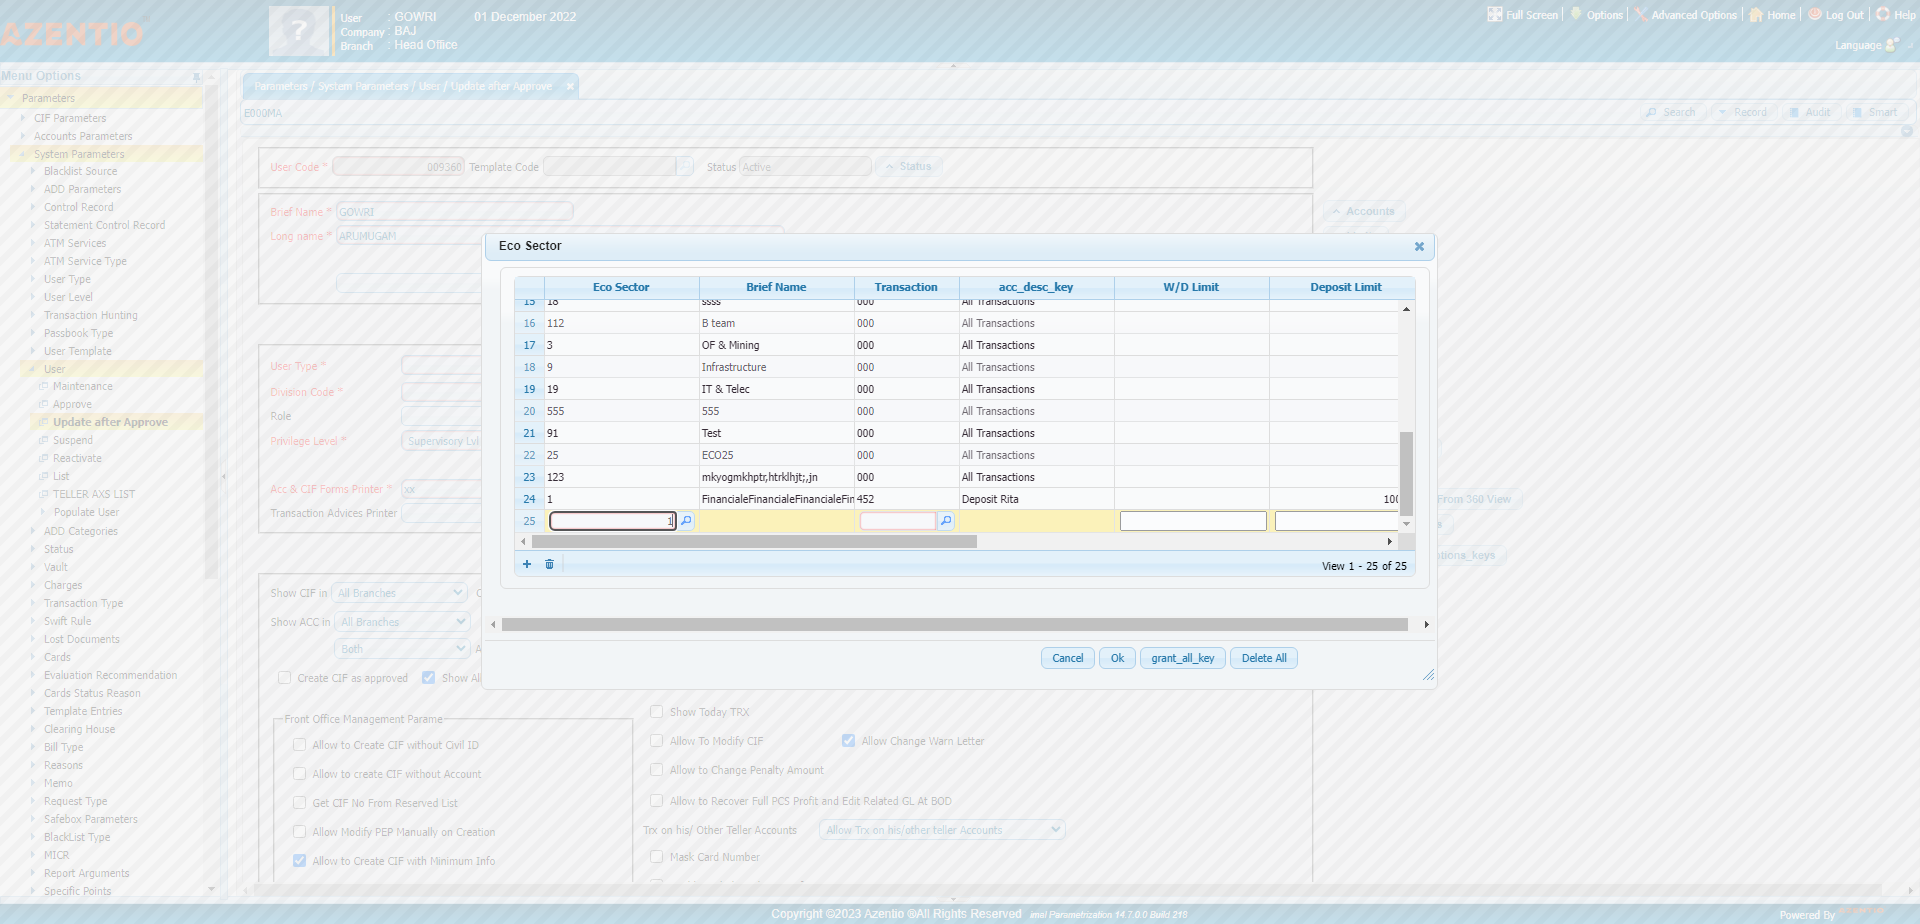 AZENTIO
User : GOWRI 01 December 2022
Company : BAJ
Branch : Head Office
Full Screen Options Advanced Options Home Log Out Help
Language
Menu Options
Parameters
CIF Parameters
Accounts Parameters
System Parameters
Blacklist Source
ADD Parameters
Control Record
Statement Control Record
ATM Services
ATM Service Type
User Type
User Level
Transaction Hunting
Passbook Type
User Template
User
Maintenance
Approve
Update after Approve
Suspend
Reactivate
List
TELLER AXS LIST
Populate User
ADD Categories
Status
Vault
Charges
Transaction Type
Swift Rule
Lost Documents
Cards
Evaluation Recommendation
Cards Status Reason
Template Entries
Clearing House
Bill Type
Reasons
Memo
Request Type
Safebox Parameters
BlackList Type
MICR
Report Arguments
Specific Points
Parameters / System Parameters / User / Update after Approve
E000MA
Search Record Audit Smart
User Code * 009360 Template Code Status Active Status
Brief Name * GOWRI
Long name * ARUMUGAM
Accounts
User Type *
Division Code *
Role
Privilege Level * Supervisory Lvl
Acc & CIF Forms Printer * xx
Transaction Advices Printer
From 360 View
Show CIF in All Branches
Show ACC in All Branches
Both
Create CIF as approved Show Al
Front Office Management Parame
Allow to Create CIF without Civil ID
Allow to create CIF without Account
Get CIF No From Reserved List
Allow Modify PEP Manually on Creation
Allow to Create CIF with Minimum Info
Show Today TRX
Allow To Modify CIF Allow Change Warn Letter
Allow to Change Penalty Amount
Allow to Recover Full PCS Profit and Edit Related GL At BOD
Trx on his/ Other Teller Accounts Allow Trx on his/other teller Accounts
Mask Card Number
Eco Sector
Eco Sector Brief Name Transaction acc_desc_key W/D Limit Deposit Limit
15 18 ssss 000 All Transactions
16 112 B team 000 All Transactions
17 3 OF & Mining 000 All Transactions
18 9 Infrastructure 000 All Transactions
19 19 IT & Telec 000 All Transactions
20 555 555 000 All Transactions
21 91 Test 000 All Transactions
22 25 ECO25 000 All Transactions
23 123 mkyogmkhptr,htrklhjt;,jn 000 All Transactions
24 1 FinancialeFinancialeFinancialeFin 452 Deposit Rita 100
25 1
View 1 - 25 of 25
Cancel Ok grant_all_key Delete All
Copyright ©2023 Azentio ®All Rights Reserved imal Parametrization 14.7.0.0 Build 218
Powered By